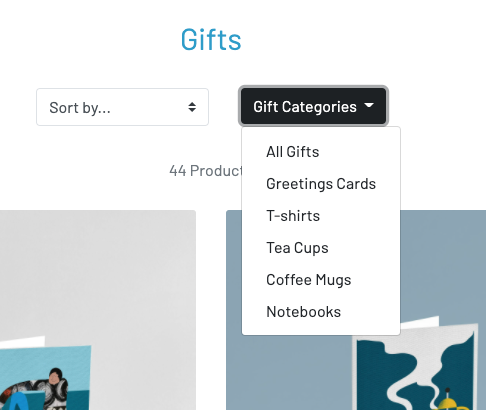 Gifts
Sort by...
Gift Categories
All Gifts
Greetings Cards
T-shirts
Tea Cups
Coffee Mugs
Notebooks
44 Product